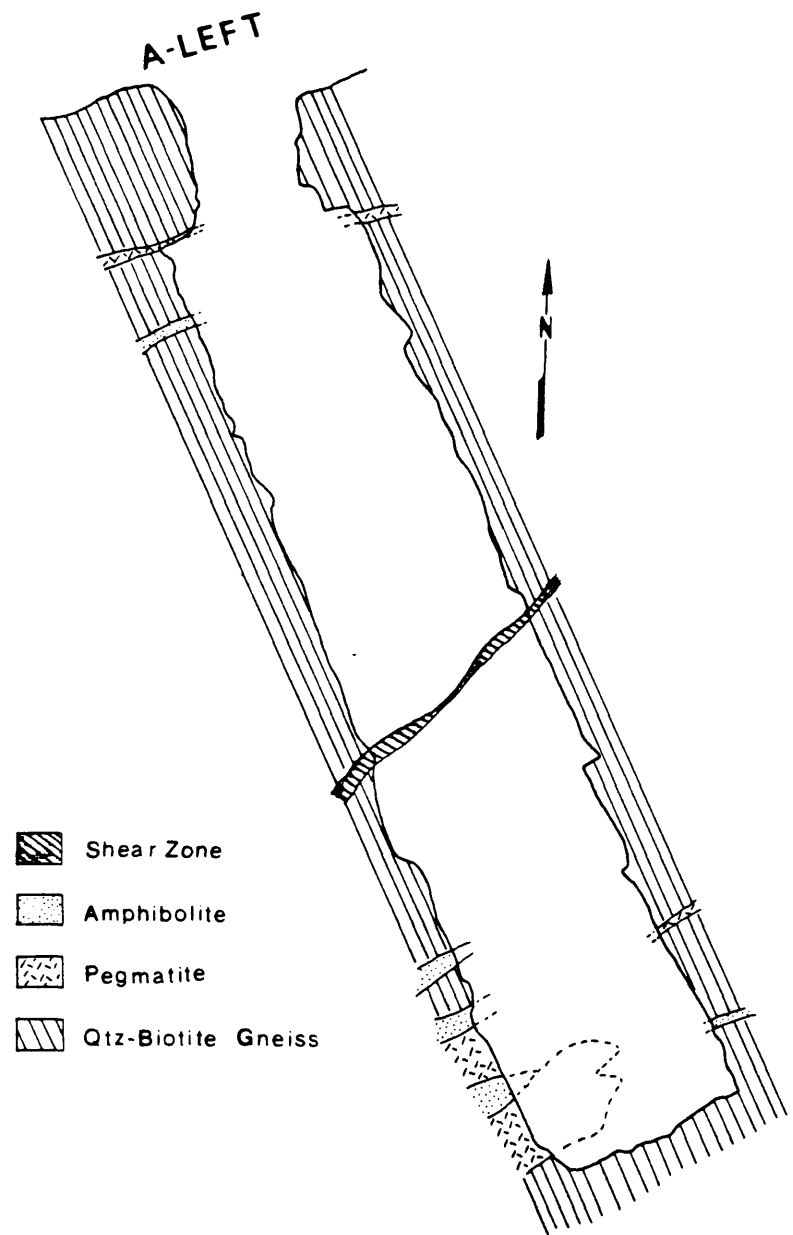 A-LEFT
N
Shear Zone
Amphibolite
Pegmatite
Qtz-Biotite Gneiss